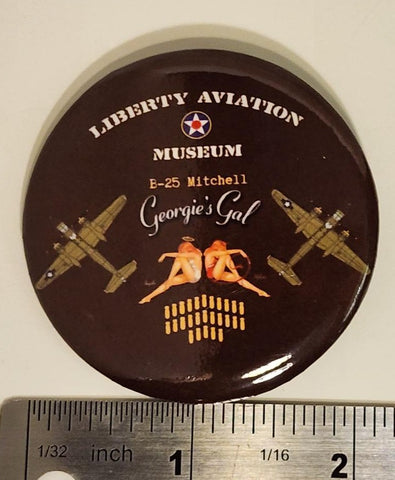 LIBERTY AVIATION
MUSEUM
B-25 Mitchell
Georgie's Gal
1/32 inch 1 1/16 2